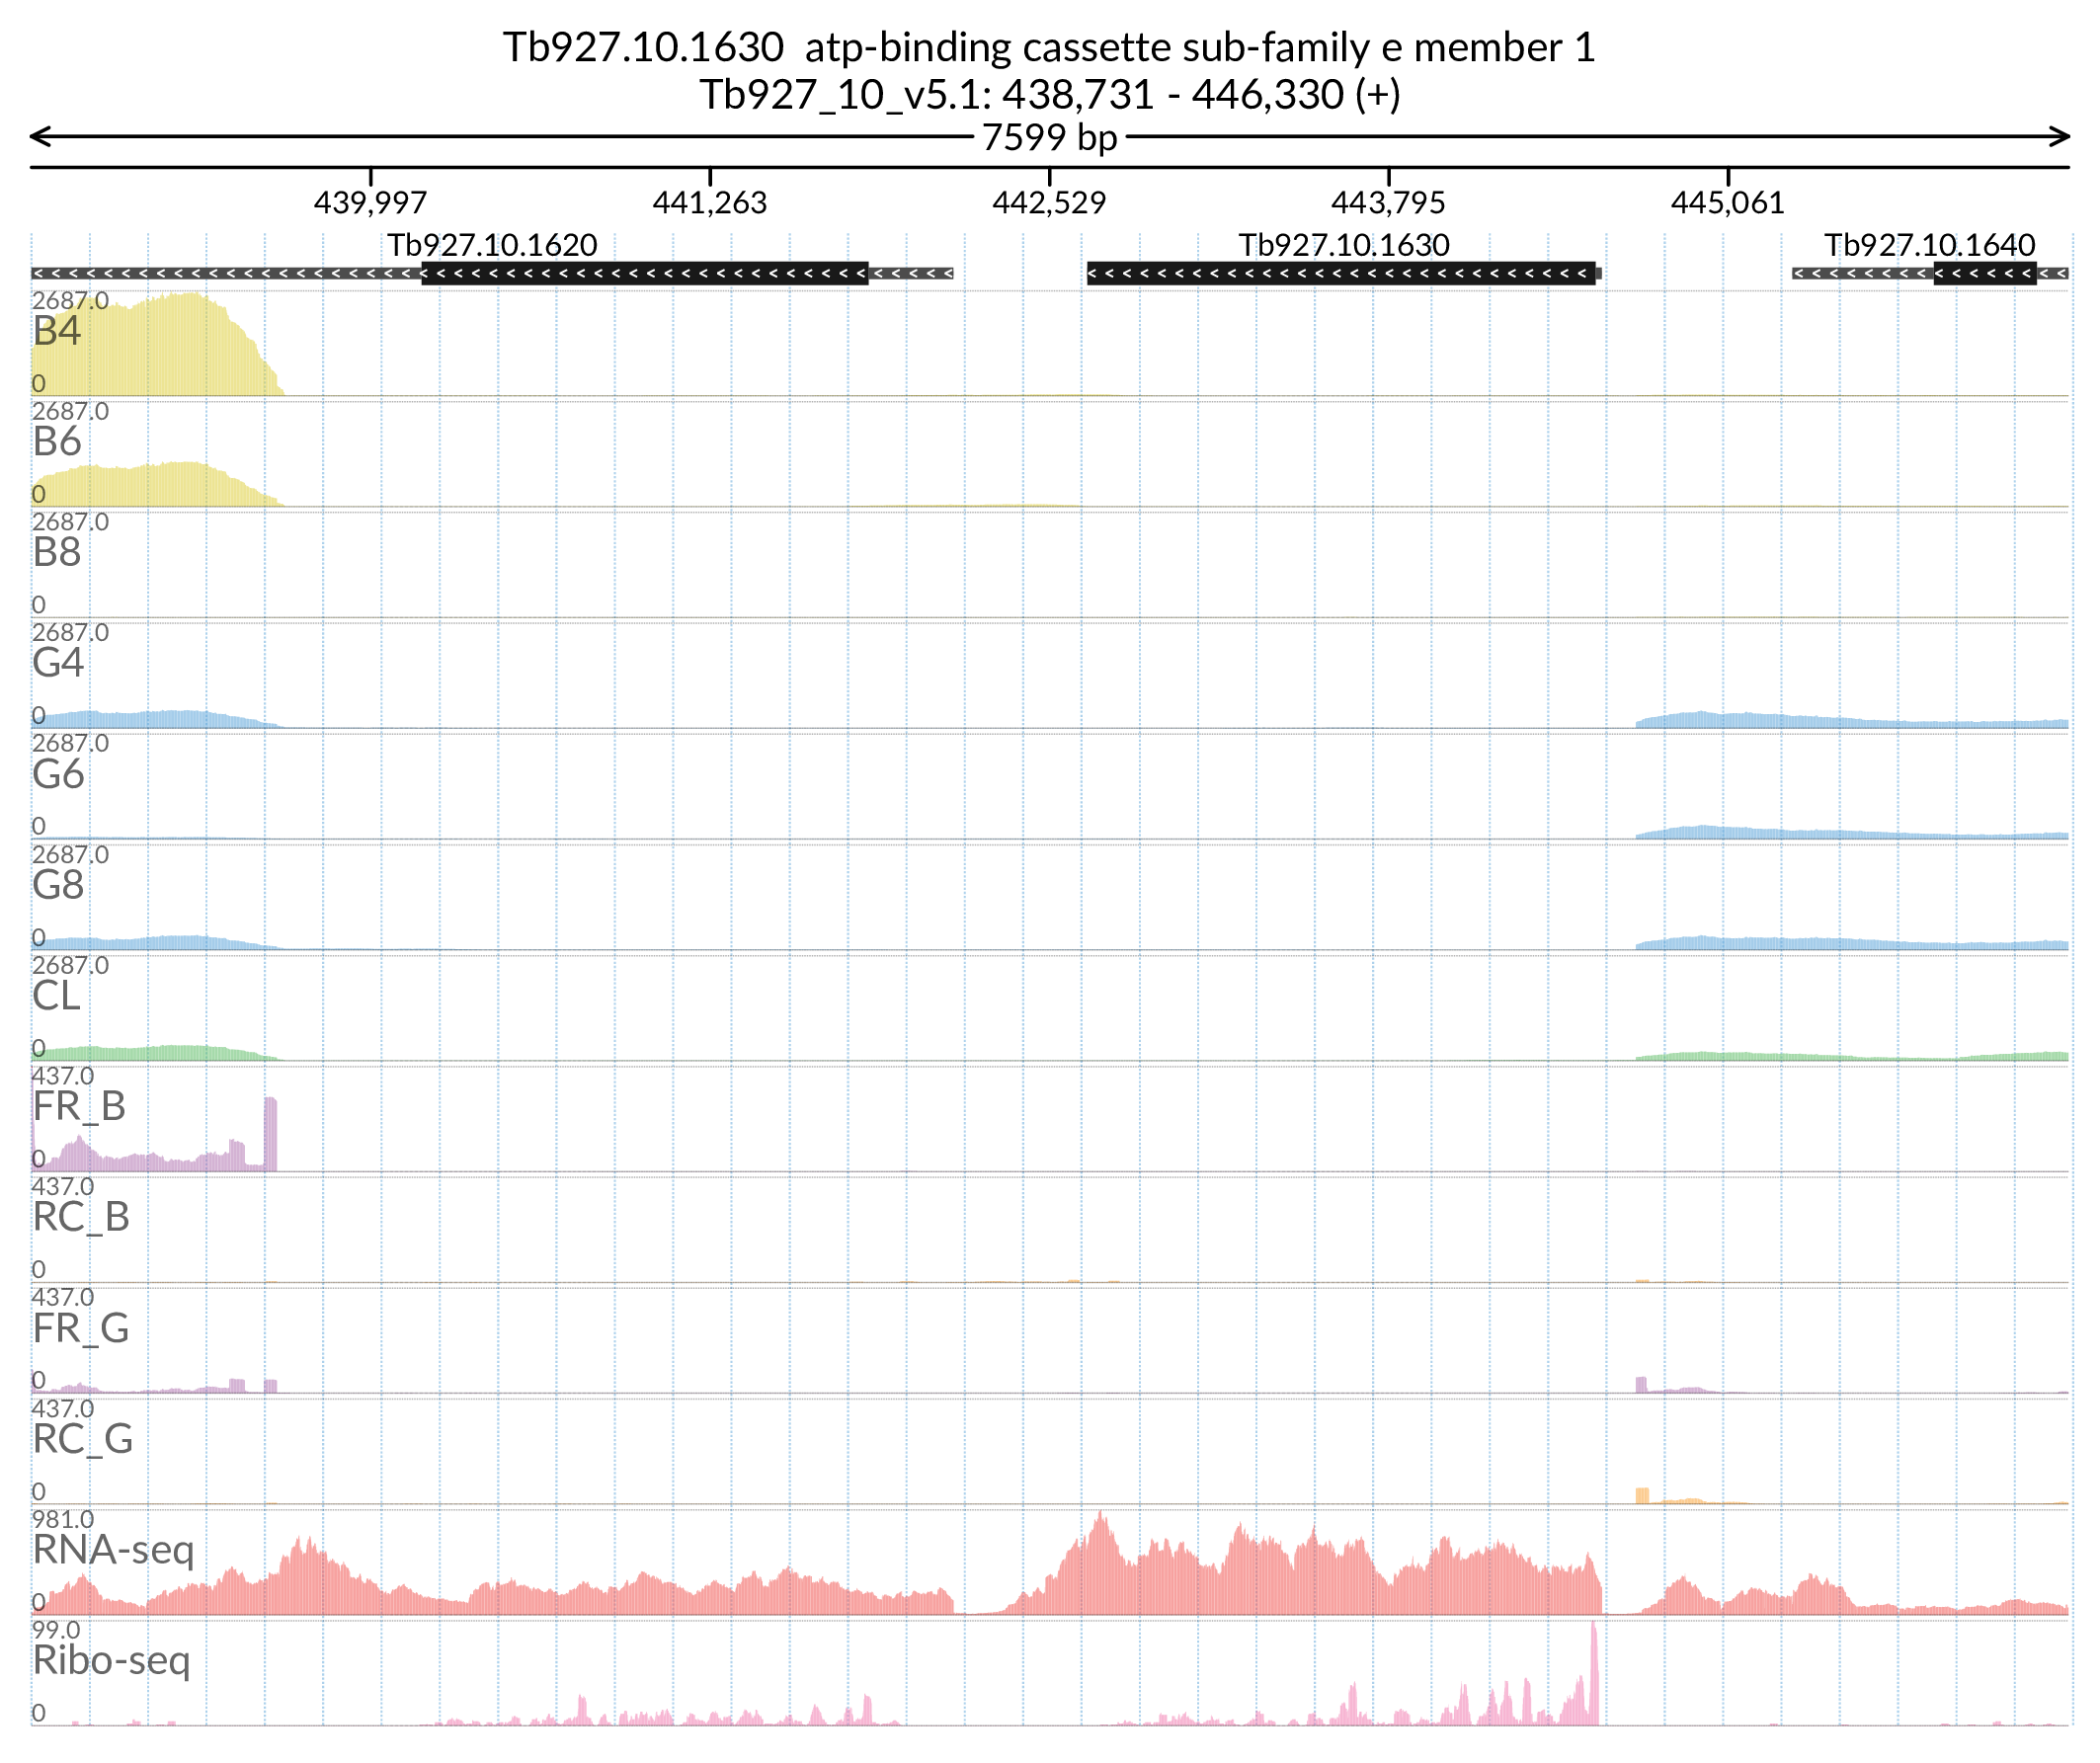 Tb927.10.1630  atp-binding cassette sub-family e member 1
Tb927_10_v5.1: 438,731 - 446,330 (+)
7599 bp
439,997 441,263 442,529 443,795 445,061
Tb927.10.1620 Tb927.10.1630 Tb927.10.1640
2687.0
B4
0
2687.0
B6
0
2687.0
B8
0
2687.0
G4
0
2687.0
G6
0
2687.0
G8
0
2687.0
CL
0
437.0
FR_B
0
437.0
RC_B
0
437.0
FR_G
0
437.0
RC_G
0
981.0
RNA-seq
0
99.0
Ribo-seq
0